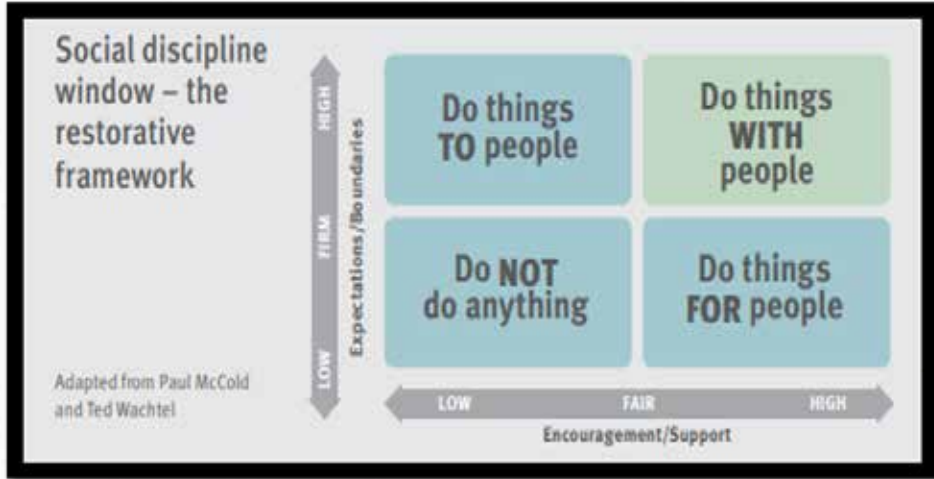 Social discipline
window – the
restorative
framework
Adapted from Paul McCold
and Ted Wachtel
HIGH
FIRM
LOW
Expectations/Boundaries
Do things
TO people
Do things
WITH
people
Do NOT
do anything
Do things
FOR people
LOW FAIR HIGH
Encouragement/Support